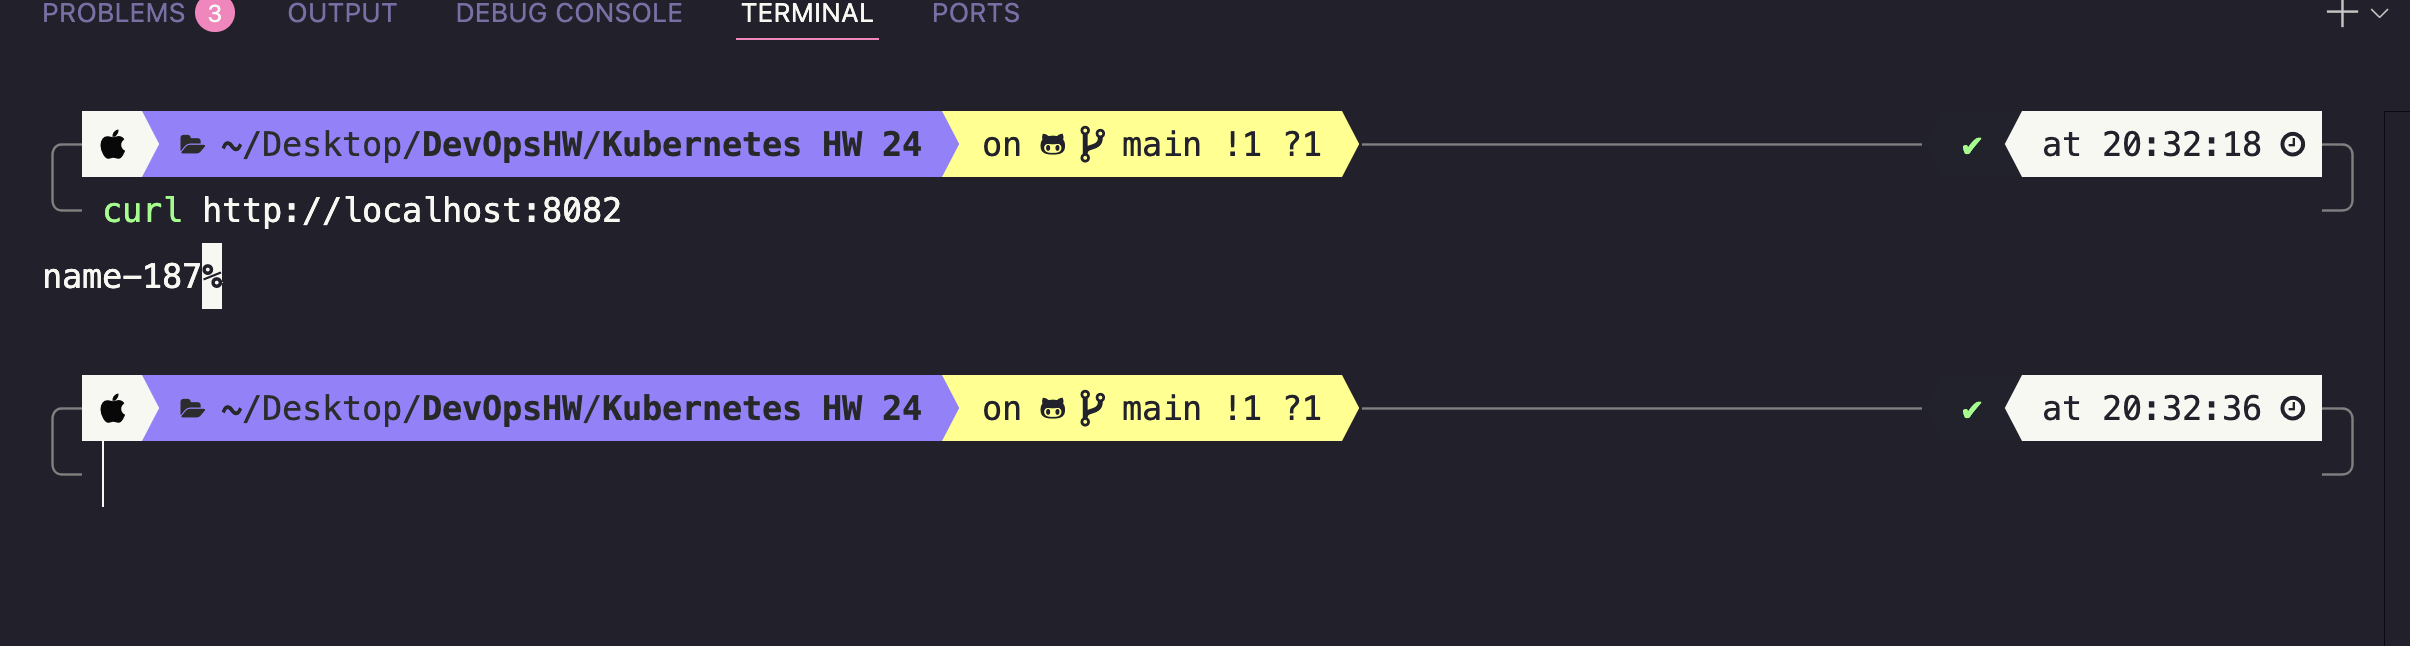 PROBLEMS 3 OUTPUT DEBUG CONSOLE TERMINAL PORTS
~/Desktop/DevOpsHW/Kubernetes HW 24 on main !1 ?1 ✔ at 20:32:18
curl http://localhost:8082
name-187%
~/Desktop/DevOpsHW/Kubernetes HW 24 on main !1 ?1 ✔ at 20:32:36